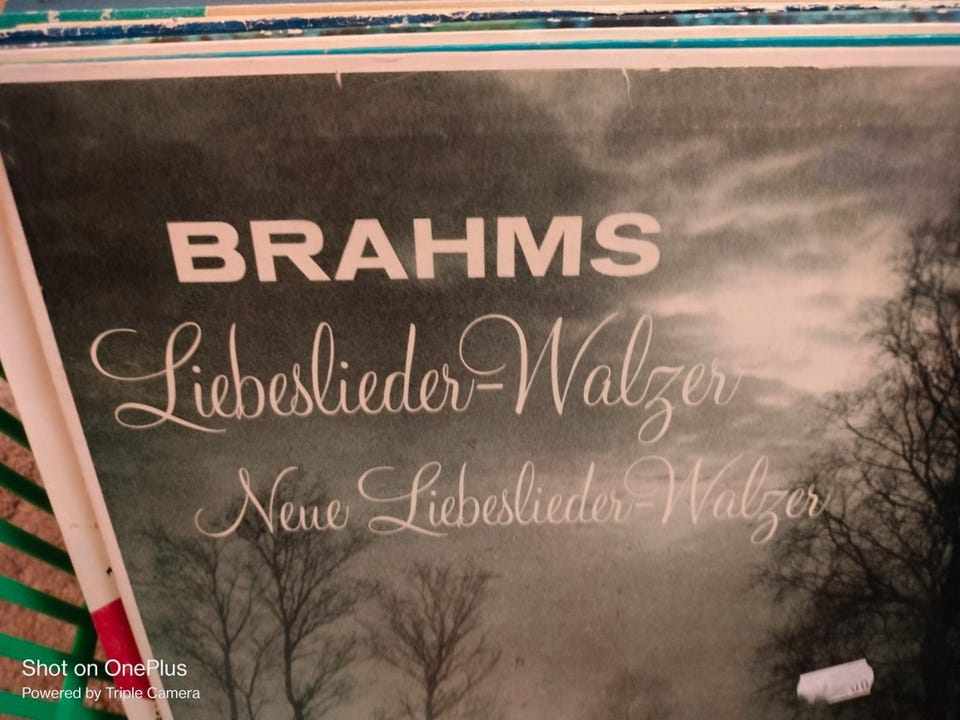 BRAHMS
Liebeslieder-Walzer
Neue Liebeslieder-Walzer
Shot on OnePlus
Powered by Triple Camera